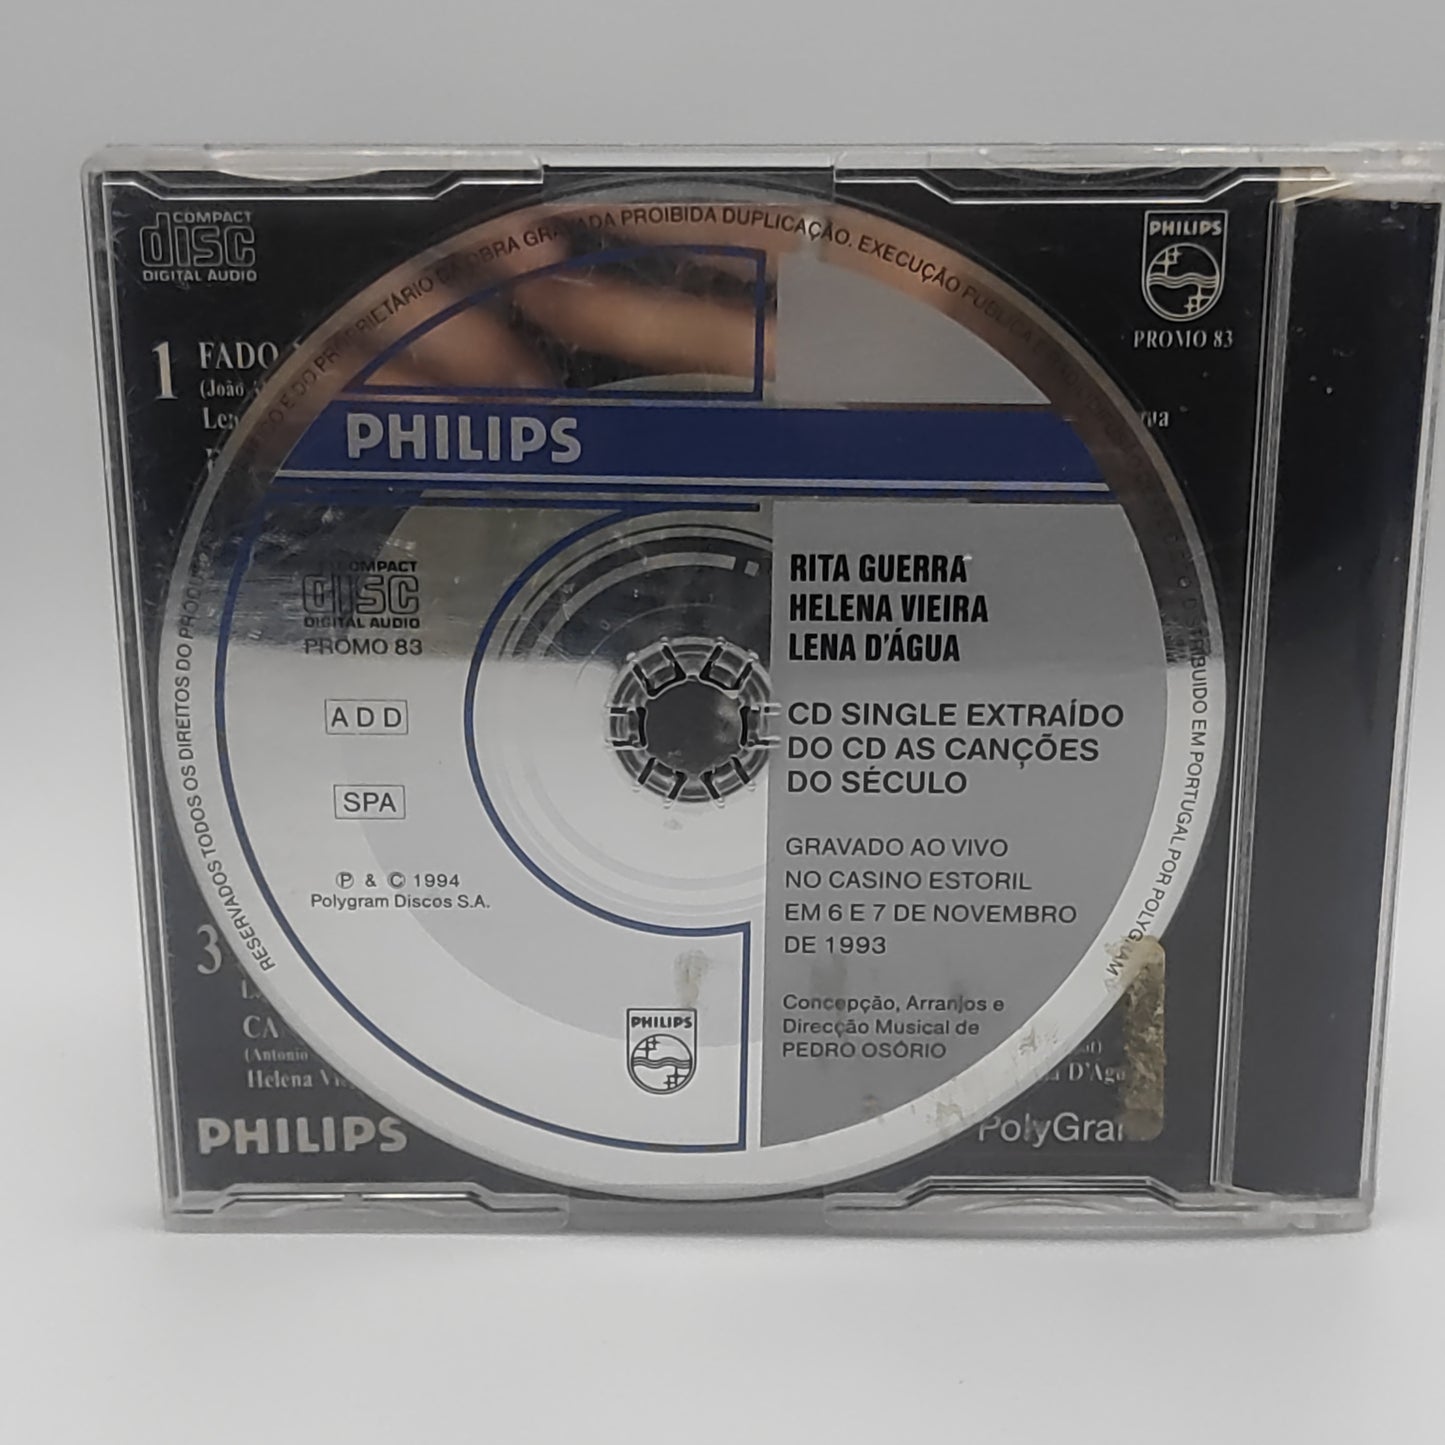 COMPACT
disc
DIGITAL AUDIO
PHILIPS
PROMO 83
1
FADO
(João
RESERVADOS TODOS OS DIREITOS DO
E DO PROPRIETÁRIO DA OBRA GRAVADA PROIBIDA DUPLICAÇÃO, EXECUÇÃO PÚBLICA
DISTRIBUIDO EM PORTUGAL POR
PHILIPS
COMPACT
disc
DIGITAL AUDIO
PROMO 83
ADD
SPA
℗ & © 1994
Polygram Discos S.A.
PHILIPS
RITA GUERRA
HELENA VIEIRA
LENA D'ÁGUA
CD SINGLE EXTRAÍDO
DO CD AS CANÇÕES
DO SÉCULO
GRAVADO AO VIVO
NO CASINO ESTORIL
EM 6 E 7 DE NOVEMBRO
DE 1993
Concepção, Arranjos e
Direcção Musical de
PEDRO OSÓRIO
3
(Antonio
Helena
PHILIPS